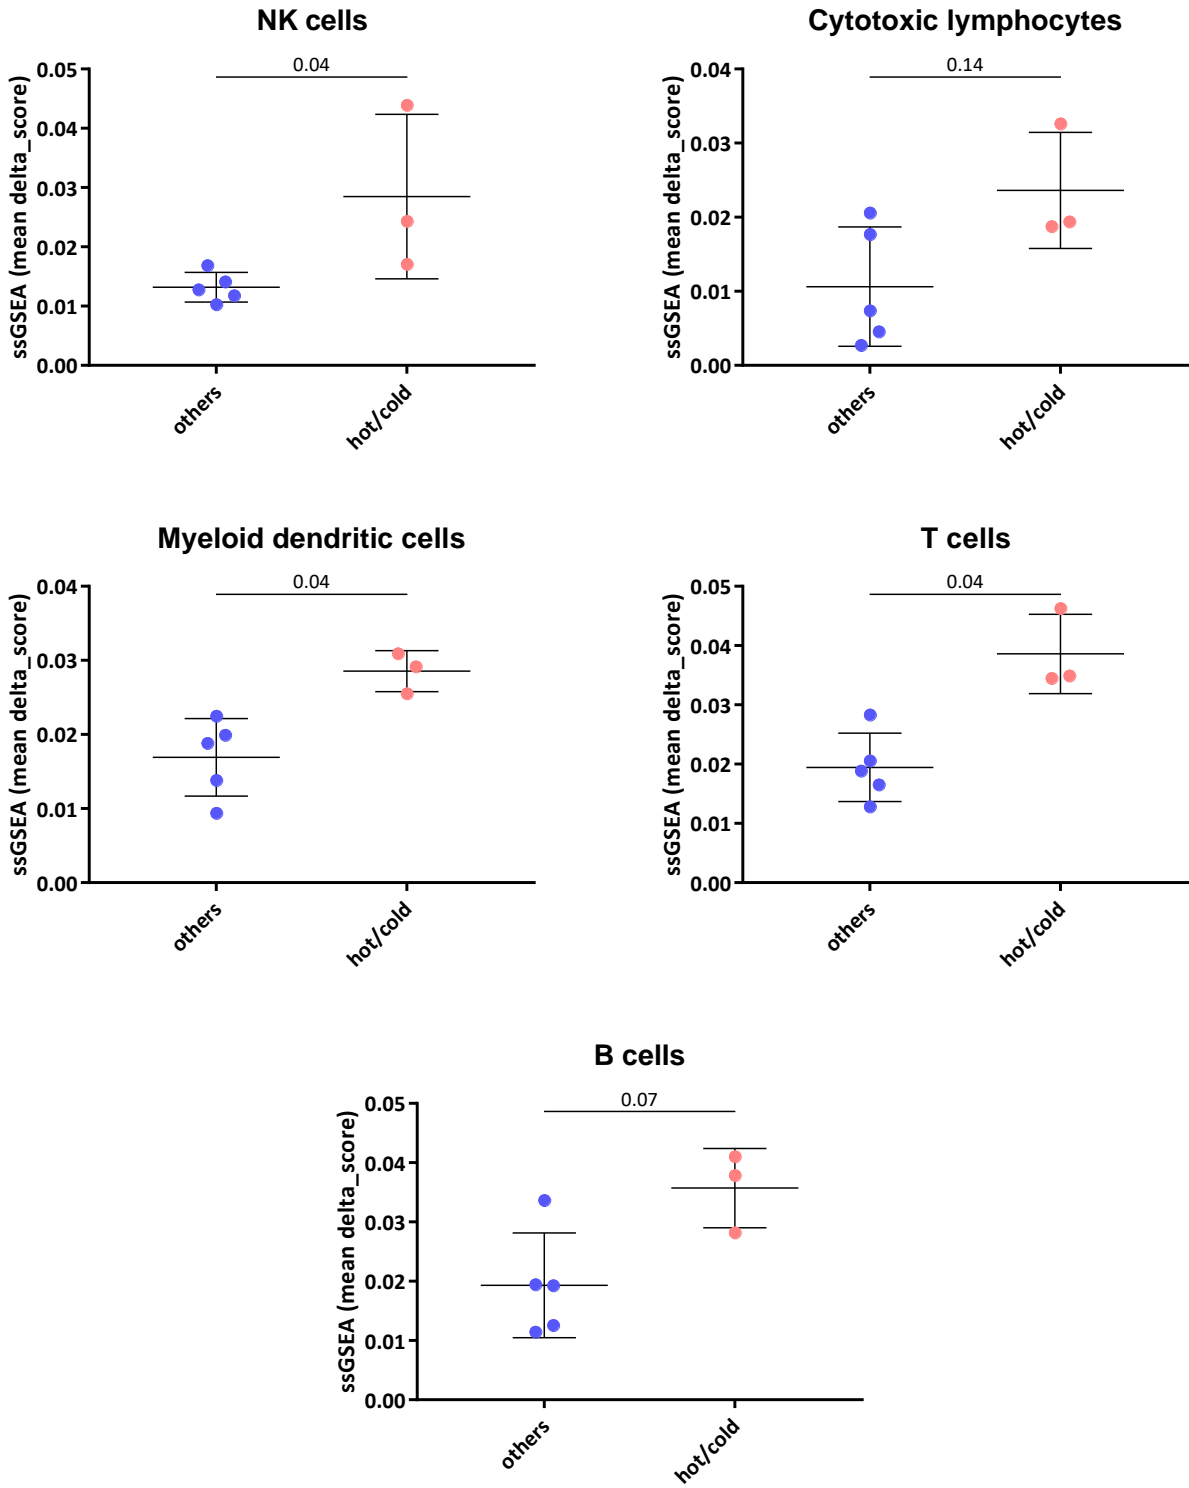 NK cells
0.04
ssGSEA (mean delta_score)
0.05
0.04
0.03
0.02
0.01
0.00
others
hot/cold
Cytotoxic lymphocytes
0.14
ssGSEA (mean delta_score)
0.04
0.03
0.02
0.01
0.00
others
hot/cold
Myeloid dendritic cells
0.04
ssGSEA (mean delta_score)
0.04
0.03
0.02
0.01
0.00
others
hot/cold
T cells
0.04
ssGSEA (mean delta_score)
0.05
0.04
0.03
0.02
0.01
0.00
others
hot/cold
B cells
0.07
ssGSEA (mean delta_score)
0.05
0.04
0.03
0.02
0.01
0.00
others
hot/cold